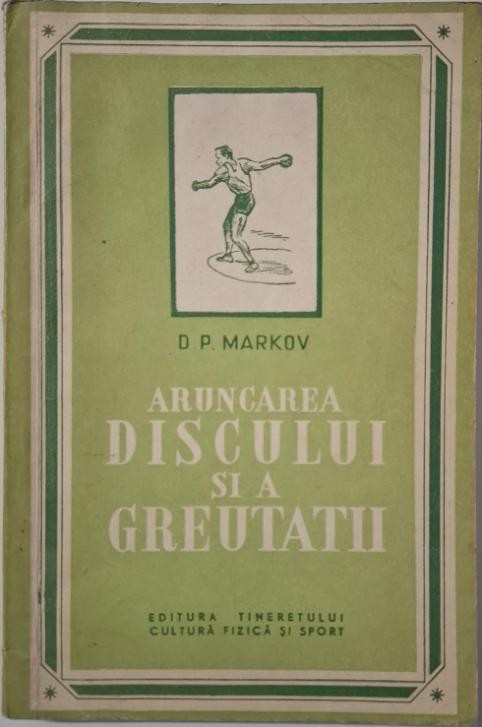 D. P. MARKOV
ARUNCAREA
DISCULUI
SI A
GREUTATII
EDITURA TINERETULUI
CULTURĂ FIZICĂ ȘI SPORT